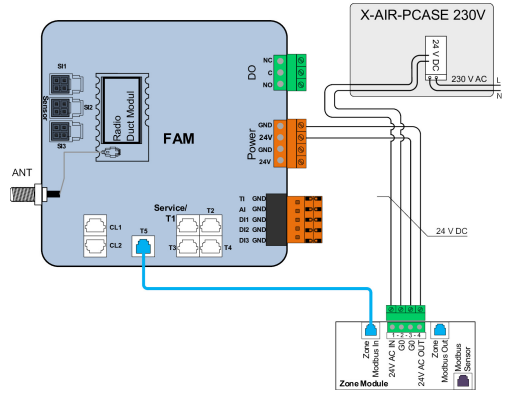 X-AIR-PCASE 230V
24 V DC
230 V AC
L
N
SI1
SI2
SI3
Sensor
Radio
Duct Modul
FAM
DO
NC
C
NO
Power
GND
24V
GND
24V
ANT
TI GND
AI GND
DI1 GND
DI2 GND
DI3 GND
Service/
T1
T2
T3
T4
T5
CL1
CL2
24 V DC
1 - 2 - 3 - 4
Zone
Modbus In
24V AC IN
G0
G0
24V AC OUT
Zone
Modbus Out
Modbus
Sensor
Zone Module